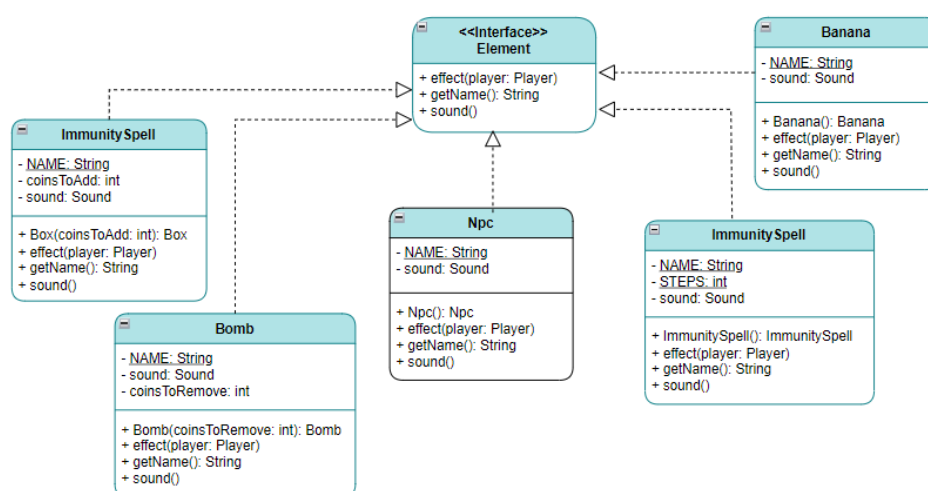 <<Interface>>
Element
+ effect(player: Player)
+ getName(): String
+ sound()
Banana
- NAME: String
- sound: Sound
+ Banana(): Banana
+ effect(player: Player)
+ getName(): String
+ sound()
ImmunitySpell
- NAME: String
- coinsToAdd: int
- sound: Sound
+ Box(coinsToAdd: int): Box
+ effect(player: Player)
+ getName(): String
+ sound()
Npc
- NAME: String
- sound: Sound
+ Npc(): Npc
+ effect(player: Player)
+ getName(): String
+ sound()
ImmunitySpell
- NAME: String
- STEPS: int
- sound: Sound
+ ImmunitySpell(): ImmunitySpell
+ effect(player: Player)
+ getName(): String
+ sound()
Bomb
- NAME: String
- sound: Sound
- coinsToRemove: int
+ Bomb(coinsToRemove: int): Bomb
+ effect(player: Player)
+ getName(): String
+ sound()